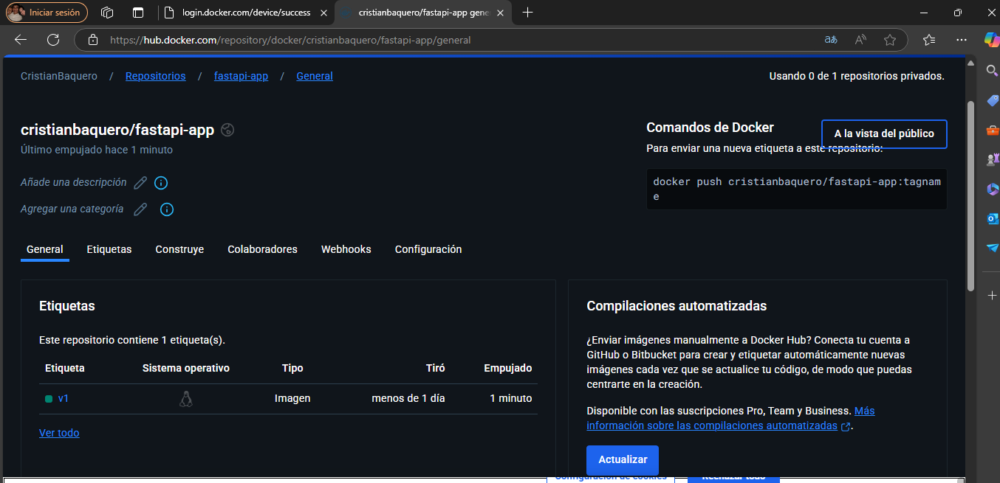 Iniciar sesión
login.docker.com/device/success
cristianbaquero/fastapi-app gene
https://hub.docker.com/repository/docker/cristianbaquero/fastapi-app/general
CristianBaquero / Repositorios / fastapi-app / General
Usando 0 de 1 repositorios privados.
cristianbaquero/fastapi-app
Último empujado hace 1 minuto
Añade una descripción
Agregar una categoría
Comandos de Docker
A la vista del público
Para enviar una nueva etiqueta a este repositorio:
docker push cristianbaquero/fastapi-app:tagnam
e
General Etiquetas Construye Colaboradores Webhooks Configuración
Etiquetas
Este repositorio contiene 1 etiqueta(s).
Etiqueta Sistema operativo Tipo Tiró Empujado
v1 Imagen menos de 1 día 1 minuto
Ver todo
Compilaciones automatizadas
¿Enviar imágenes manualmente a Docker Hub? Conecta tu cuenta a
GitHub o Bitbucket para crear y etiquetar automáticamente nuevas
imágenes cada vez que se actualice tu código, de modo que puedas
centrarte en la creación.
Disponible con las suscripciones Pro, Team y Business. Más
información sobre las compilaciones automatizadas.
Actualizar
Configuración de cookies
Rechazar todo